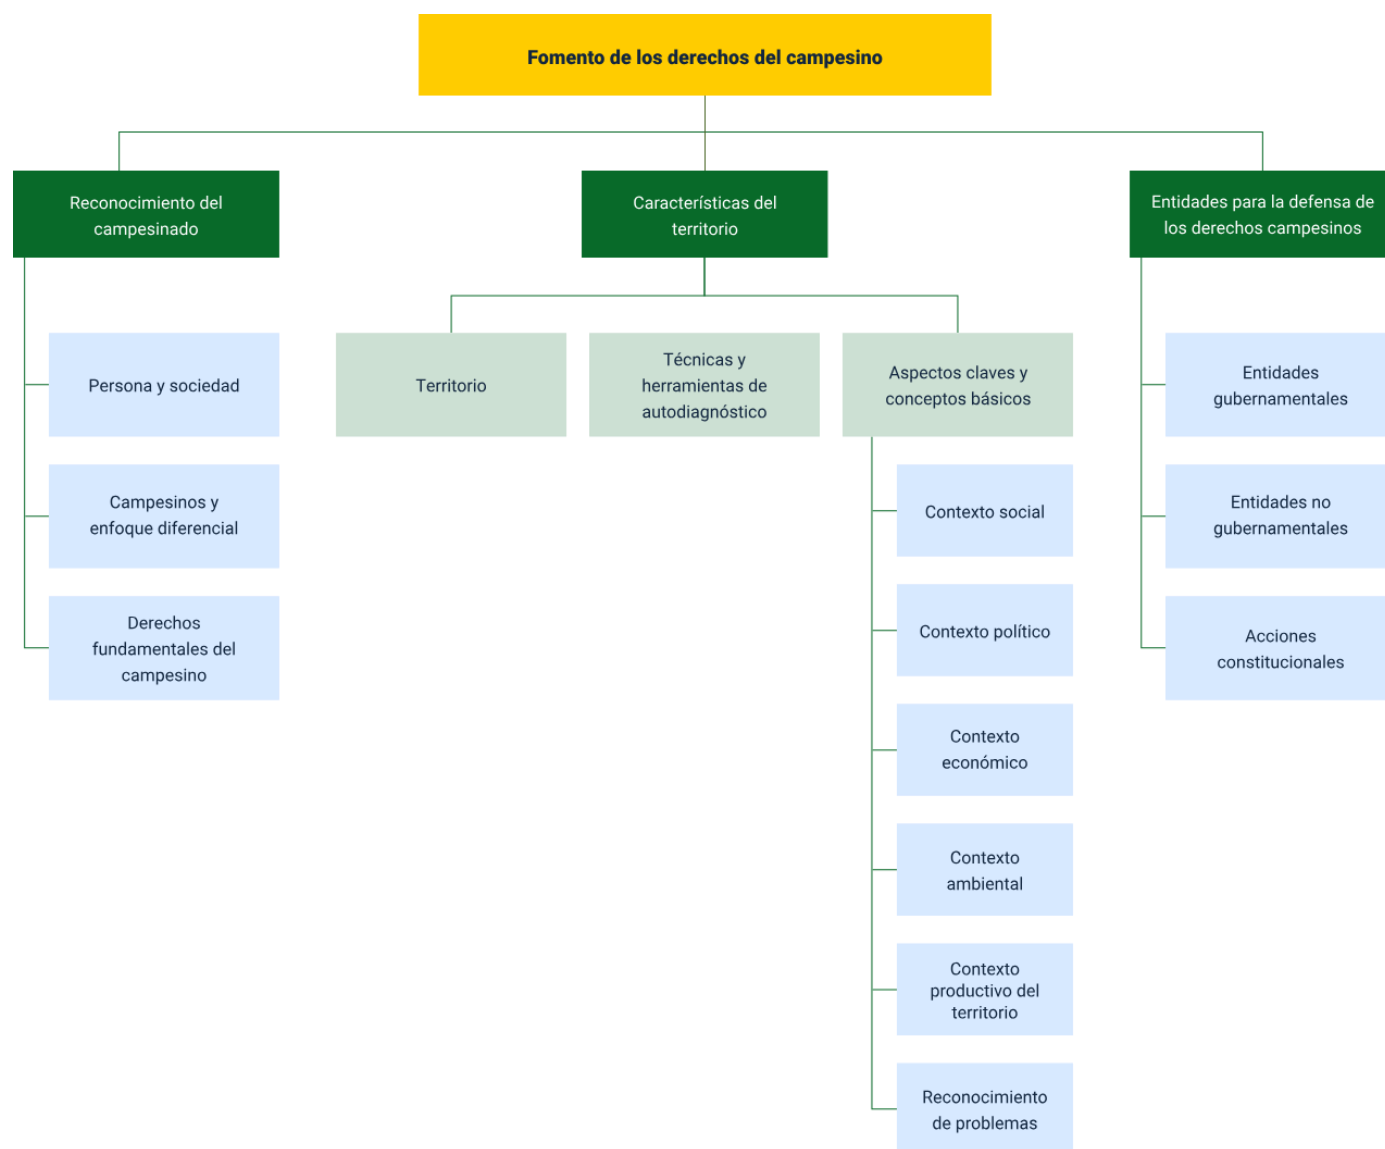 Fomento de los derechos del campesino
Reconocimiento del
campesinado
Persona y sociedad
Campesinos y
enfoque diferencial
Derechos
fundamentales del
campesino
Características del
territorio
Territorio
Técnicas y
herramientas de
autodiagnóstico
Aspectos claves y
conceptos básicos
Contexto social
Contexto político
Contexto
económico
Contexto
ambiental
Contexto
productivo del
territorio
Reconocimiento
de problemas
Entidades para la defensa de
los derechos campesinos
Entidades
gubernamentales
Entidades no
gubernamentales
Acciones
constitucionales